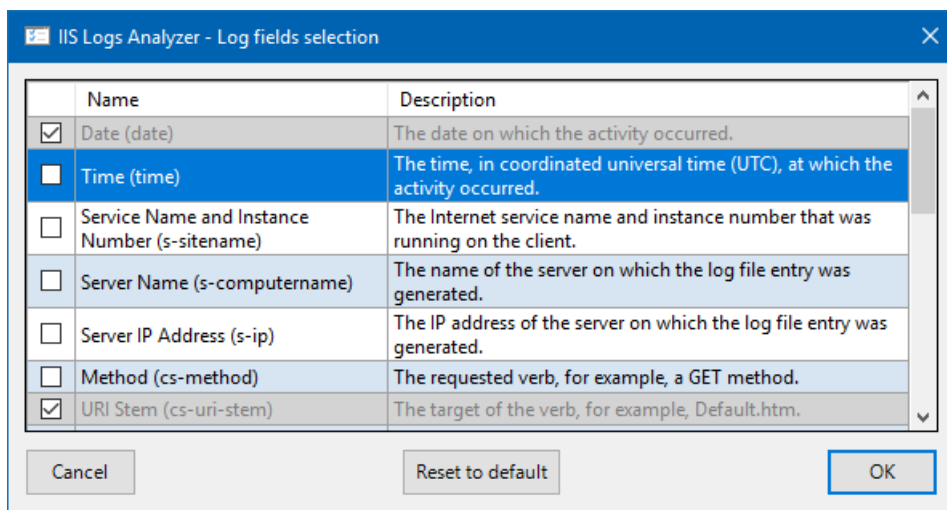 IIS Logs Analyzer - Log fields selection
Name Description
Date (date) The date on which the activity occurred.
Time (time) The time, in coordinated universal time (UTC), at which the
activity occurred.
Service Name and Instance The Internet service name and instance number that was
Number (s-sitename) running on the client.
Server Name (s-computername) The name of the server on which the log file entry was
generated.
Server IP Address (s-ip) The IP address of the server on which the log file entry was
generated.
Method (cs-method) The requested verb, for example, a GET method.
URI Stem (cs-uri-stem) The target of the verb, for example, Default.htm.
Cancel Reset to default OK